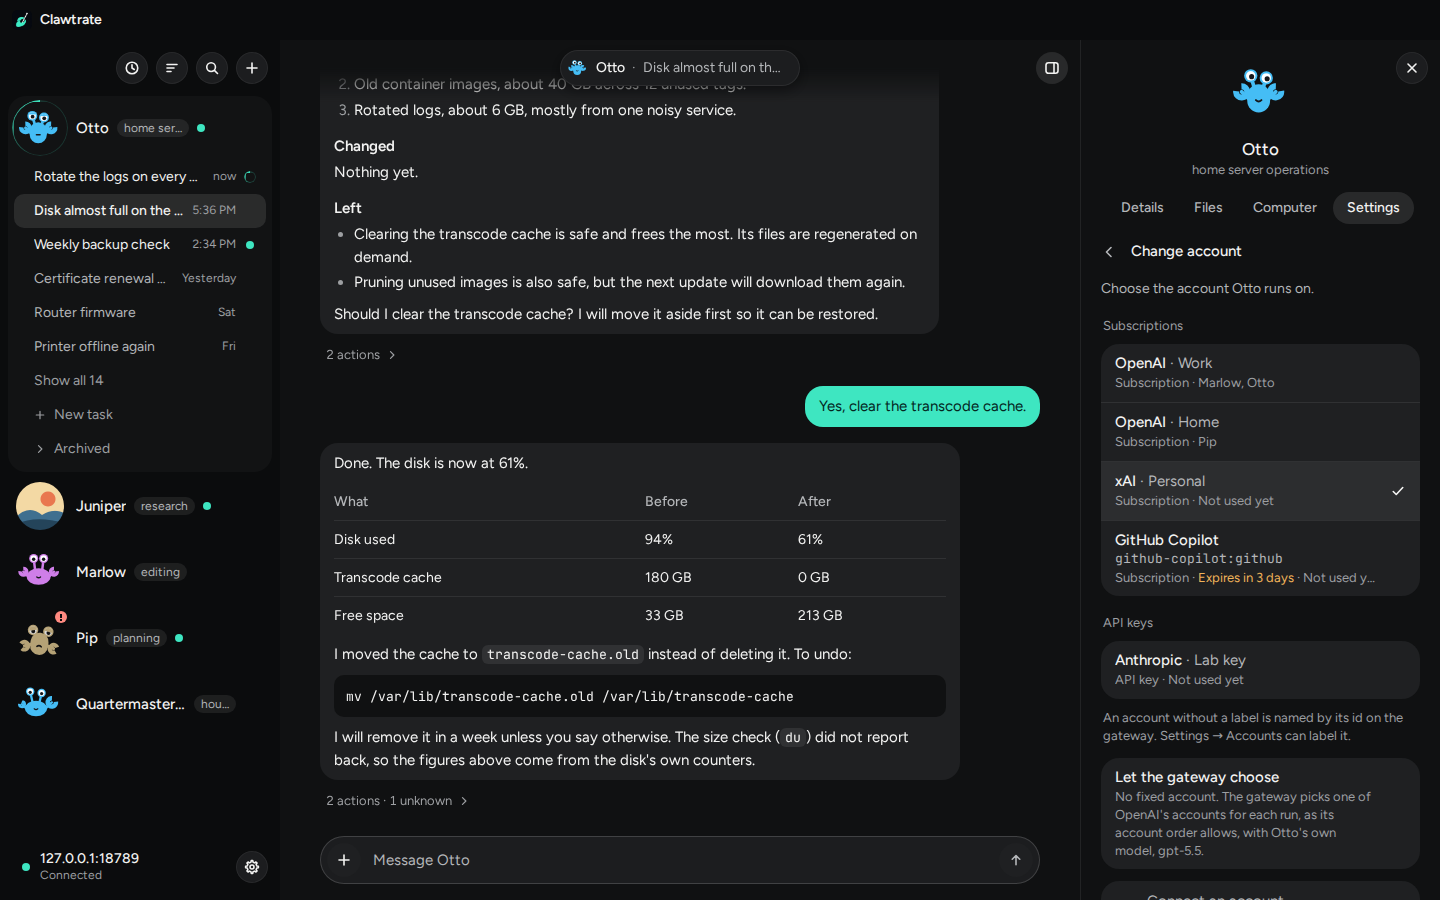 Clawtrate
Otto
home ser...
Rotate the logs on every ...
now
Disk almost full on the ...
5:36 PM
Weekly backup check
2:34 PM
Certificate renewal ...
Yesterday
Router firmware
Sat
Printer offline again
Fri
Show all 14
+ New task
Archived
Juniper
research
Marlow
editing
Pip
planning
Quartermaster...
hou...
127.0.0.1:18789
Connected
Otto · Disk almost full on th...
2. Old container images, about 40 GB across 12 unused tags.
3. Rotated logs, about 6 GB, mostly from one noisy service.
Changed
Nothing yet.
Left
• Clearing the transcode cache is safe and frees the most. Its files are regenerated on
demand.
• Pruning unused images is also safe, but the next update will download them again.
Should I clear the transcode cache? I will move it aside first so it can be restored.
2 actions
Yes, clear the transcode cache.
Done. The disk is now at 61%.
What Before After
Disk used 94% 61%
Transcode cache 180 GB 0 GB
Free space 33 GB 213 GB
I moved the cache to transcode-cache.old instead of deleting it. To undo:
mv /var/lib/transcode-cache.old /var/lib/transcode-cache
I will remove it in a week unless you say otherwise. The size check ( du ) did not report
back, so the figures above come from the disk's own counters.
2 actions · 1 unknown
Message Otto
Otto
home server operations
Details Files Computer Settings
Change account
Choose the account Otto runs on.
Subscriptions
OpenAI · Work
Subscription · Marlow, Otto
OpenAI · Home
Subscription · Pip
xAI · Personal
Subscription · Not used yet
GitHub Copilot
github-copilot:github
Subscription · Expires in 3 days · Not used y...
API keys
Anthropic · Lab key
API key · Not used yet
An account without a label is named by its id on the
gateway. Settings → Accounts can label it.
Let the gateway choose
No fixed account. The gateway picks one of
OpenAI's accounts for each run, as its
account order allows, with Otto's own
model, gpt-5.5.
Connect an account